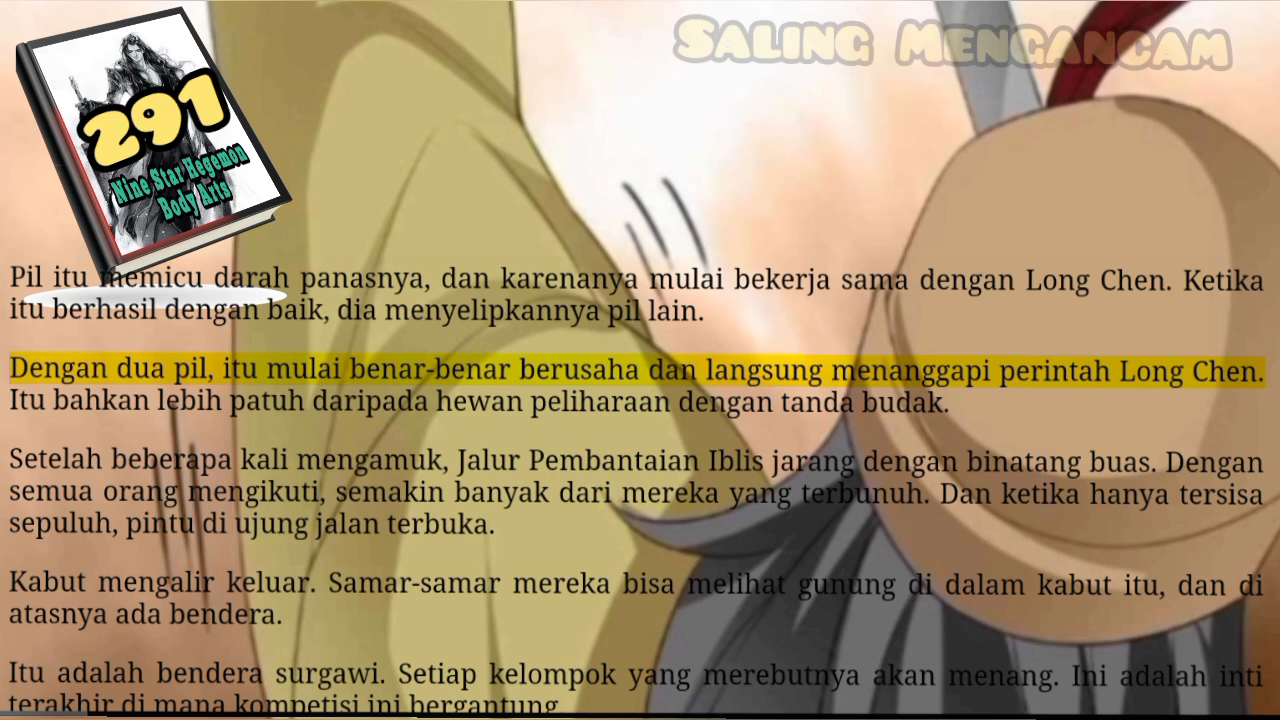 Saling Mengancam
291
Nine Star Hegemon
Body Arts
Pil itu memicu darah panasnya, dan karenanya mulai bekerja sama dengan Long Chen. Ketika
itu berhasil dengan baik, dia menyelipkannya pil lain.
Dengan dua pil, itu mulai benar-benar berusaha dan langsung menanggapi perintah Long Chen.
Itu bahkan lebih patuh daripada hewan peliharaan dengan tanda budak.
Setelah beberapa kali mengamuk, Jalur Pembantaian Iblis jarang dengan binatang buas. Dengan
semua orang mengikuti, semakin banyak dari mereka yang terbunuh. Dan ketika hanya tersisa
sepuluh, pintu di ujung jalan terbuka.
Kabut mengalir keluar. Samar-samar mereka bisa melihat gunung di dalam kabut itu, dan di
atasnya ada bendera.
Itu adalah bendera surgawi. Setiap kelompok yang merebutnya akan menang. Ini adalah inti
terakhir di mana kompetisi ini bergantung